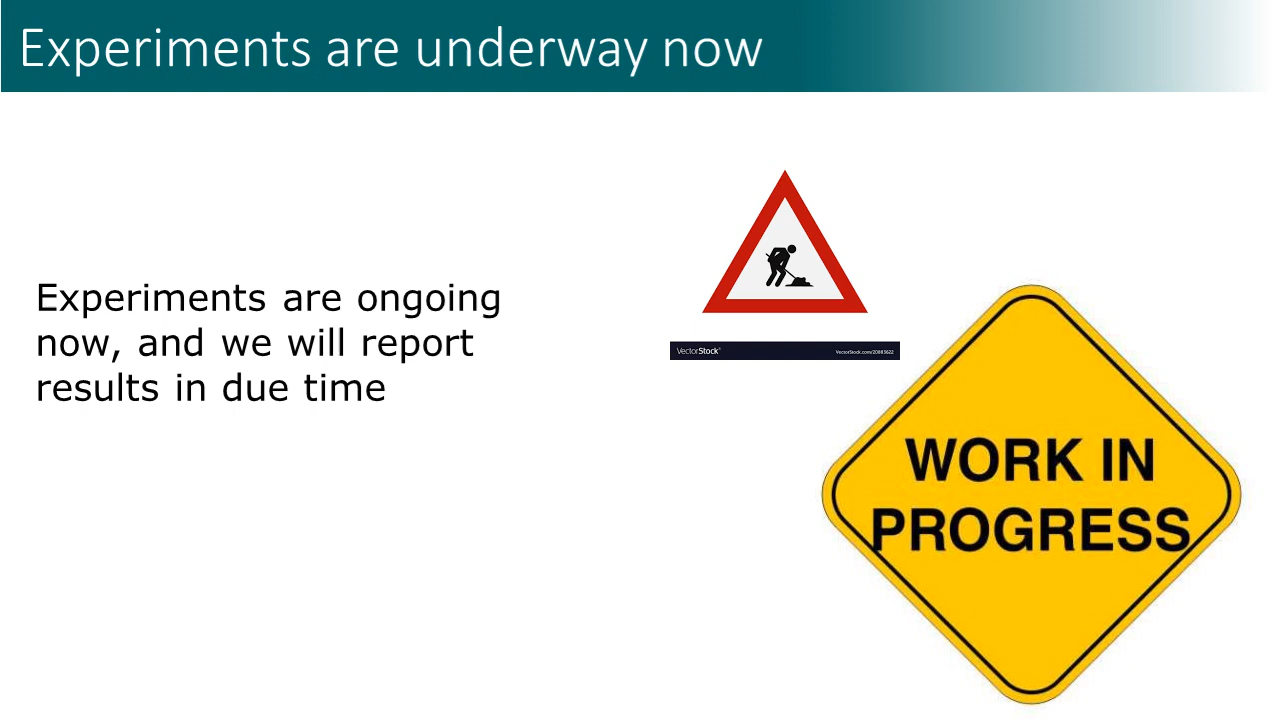 Experiments are underway now
Experiments are ongoing
now, and we will report
results in due time
VectorStock®
VectorStock.com/20883622
WORK IN
PROGRESS